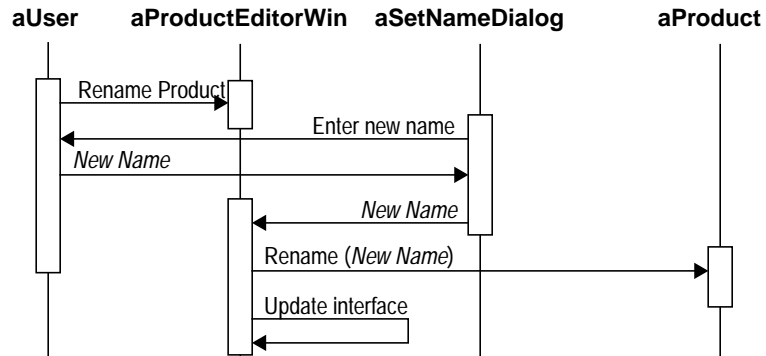 aUser aProductEditorWin aSetNameDialog aProduct
Rename Product
Enter new name
New Name
New Name
Rename (New Name)
Update interface